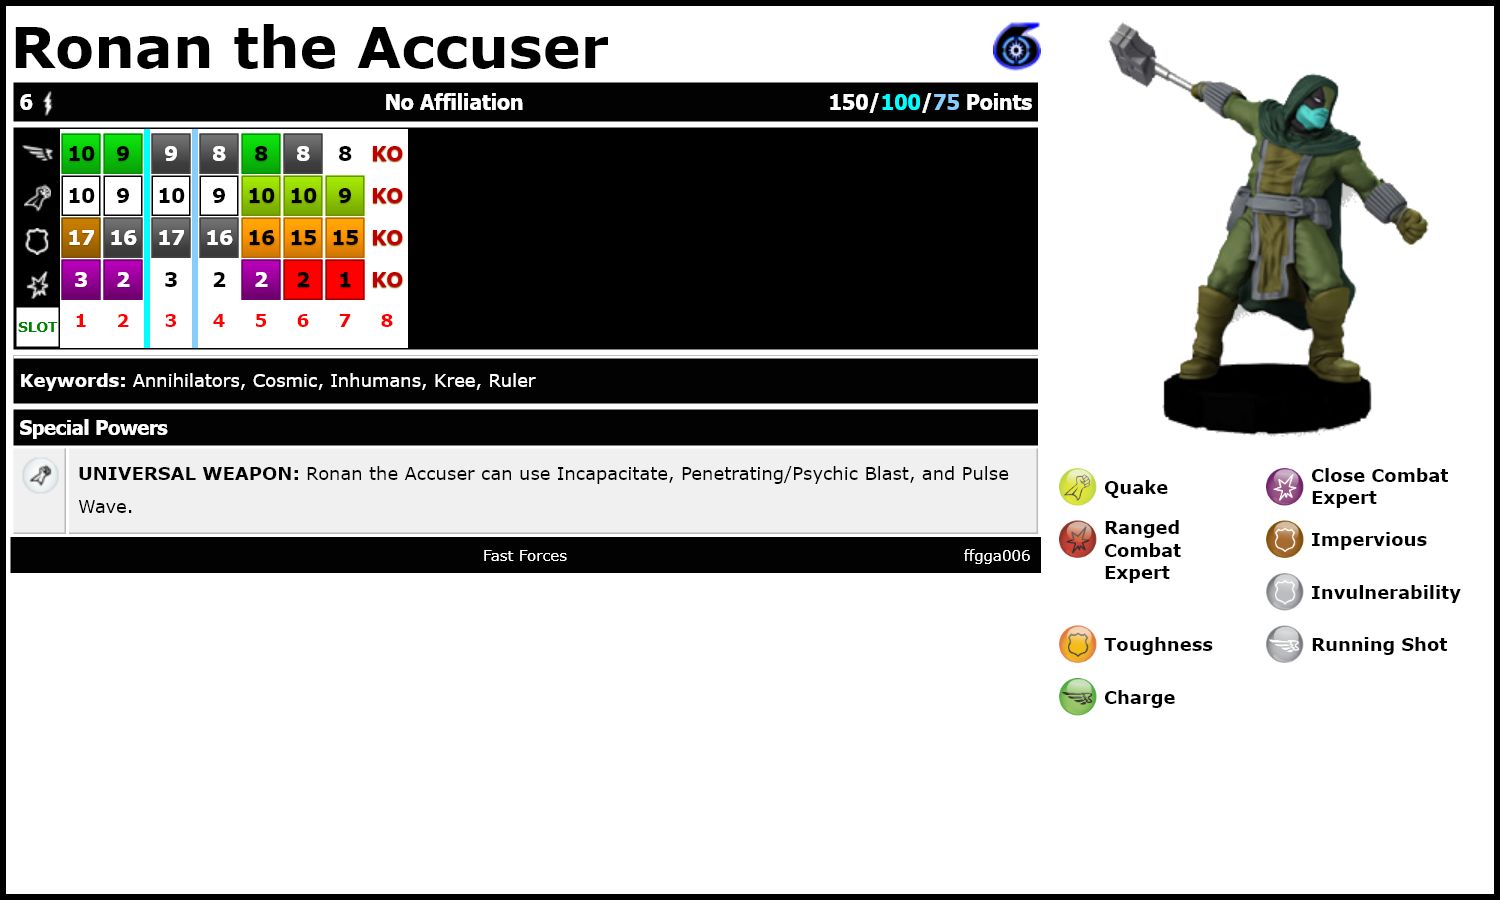 Ronan the Accuser
6 No Affiliation 150/100/75 Points
10 9 9 8 8 8 8 KO
10 9 10 9 10 10 9 KO
17 16 17 16 16 15 15 KO
3 2 3 2 2 2 1 KO
SLOT 1 2 3 4 5 6 7 8
Keywords: Annihilators, Cosmic, Inhumans, Kree, Ruler
Special Powers
UNIVERSAL WEAPON: Ronan the Accuser can use Incapacitate, Penetrating/Psychic Blast, and Pulse
Wave.
Fast Forces ffgga006
Quake
Close Combat
Expert
Ranged
Combat
Expert
Impervious
Invulnerability
Toughness
Running Shot
Charge